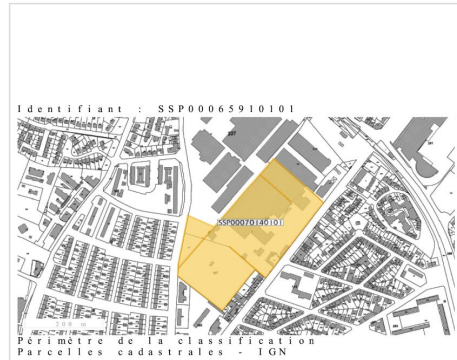 Identifiant : SSP00065910101
SSP00070140101
Périmètre de la classification
Parcelles cadastrales - IGN